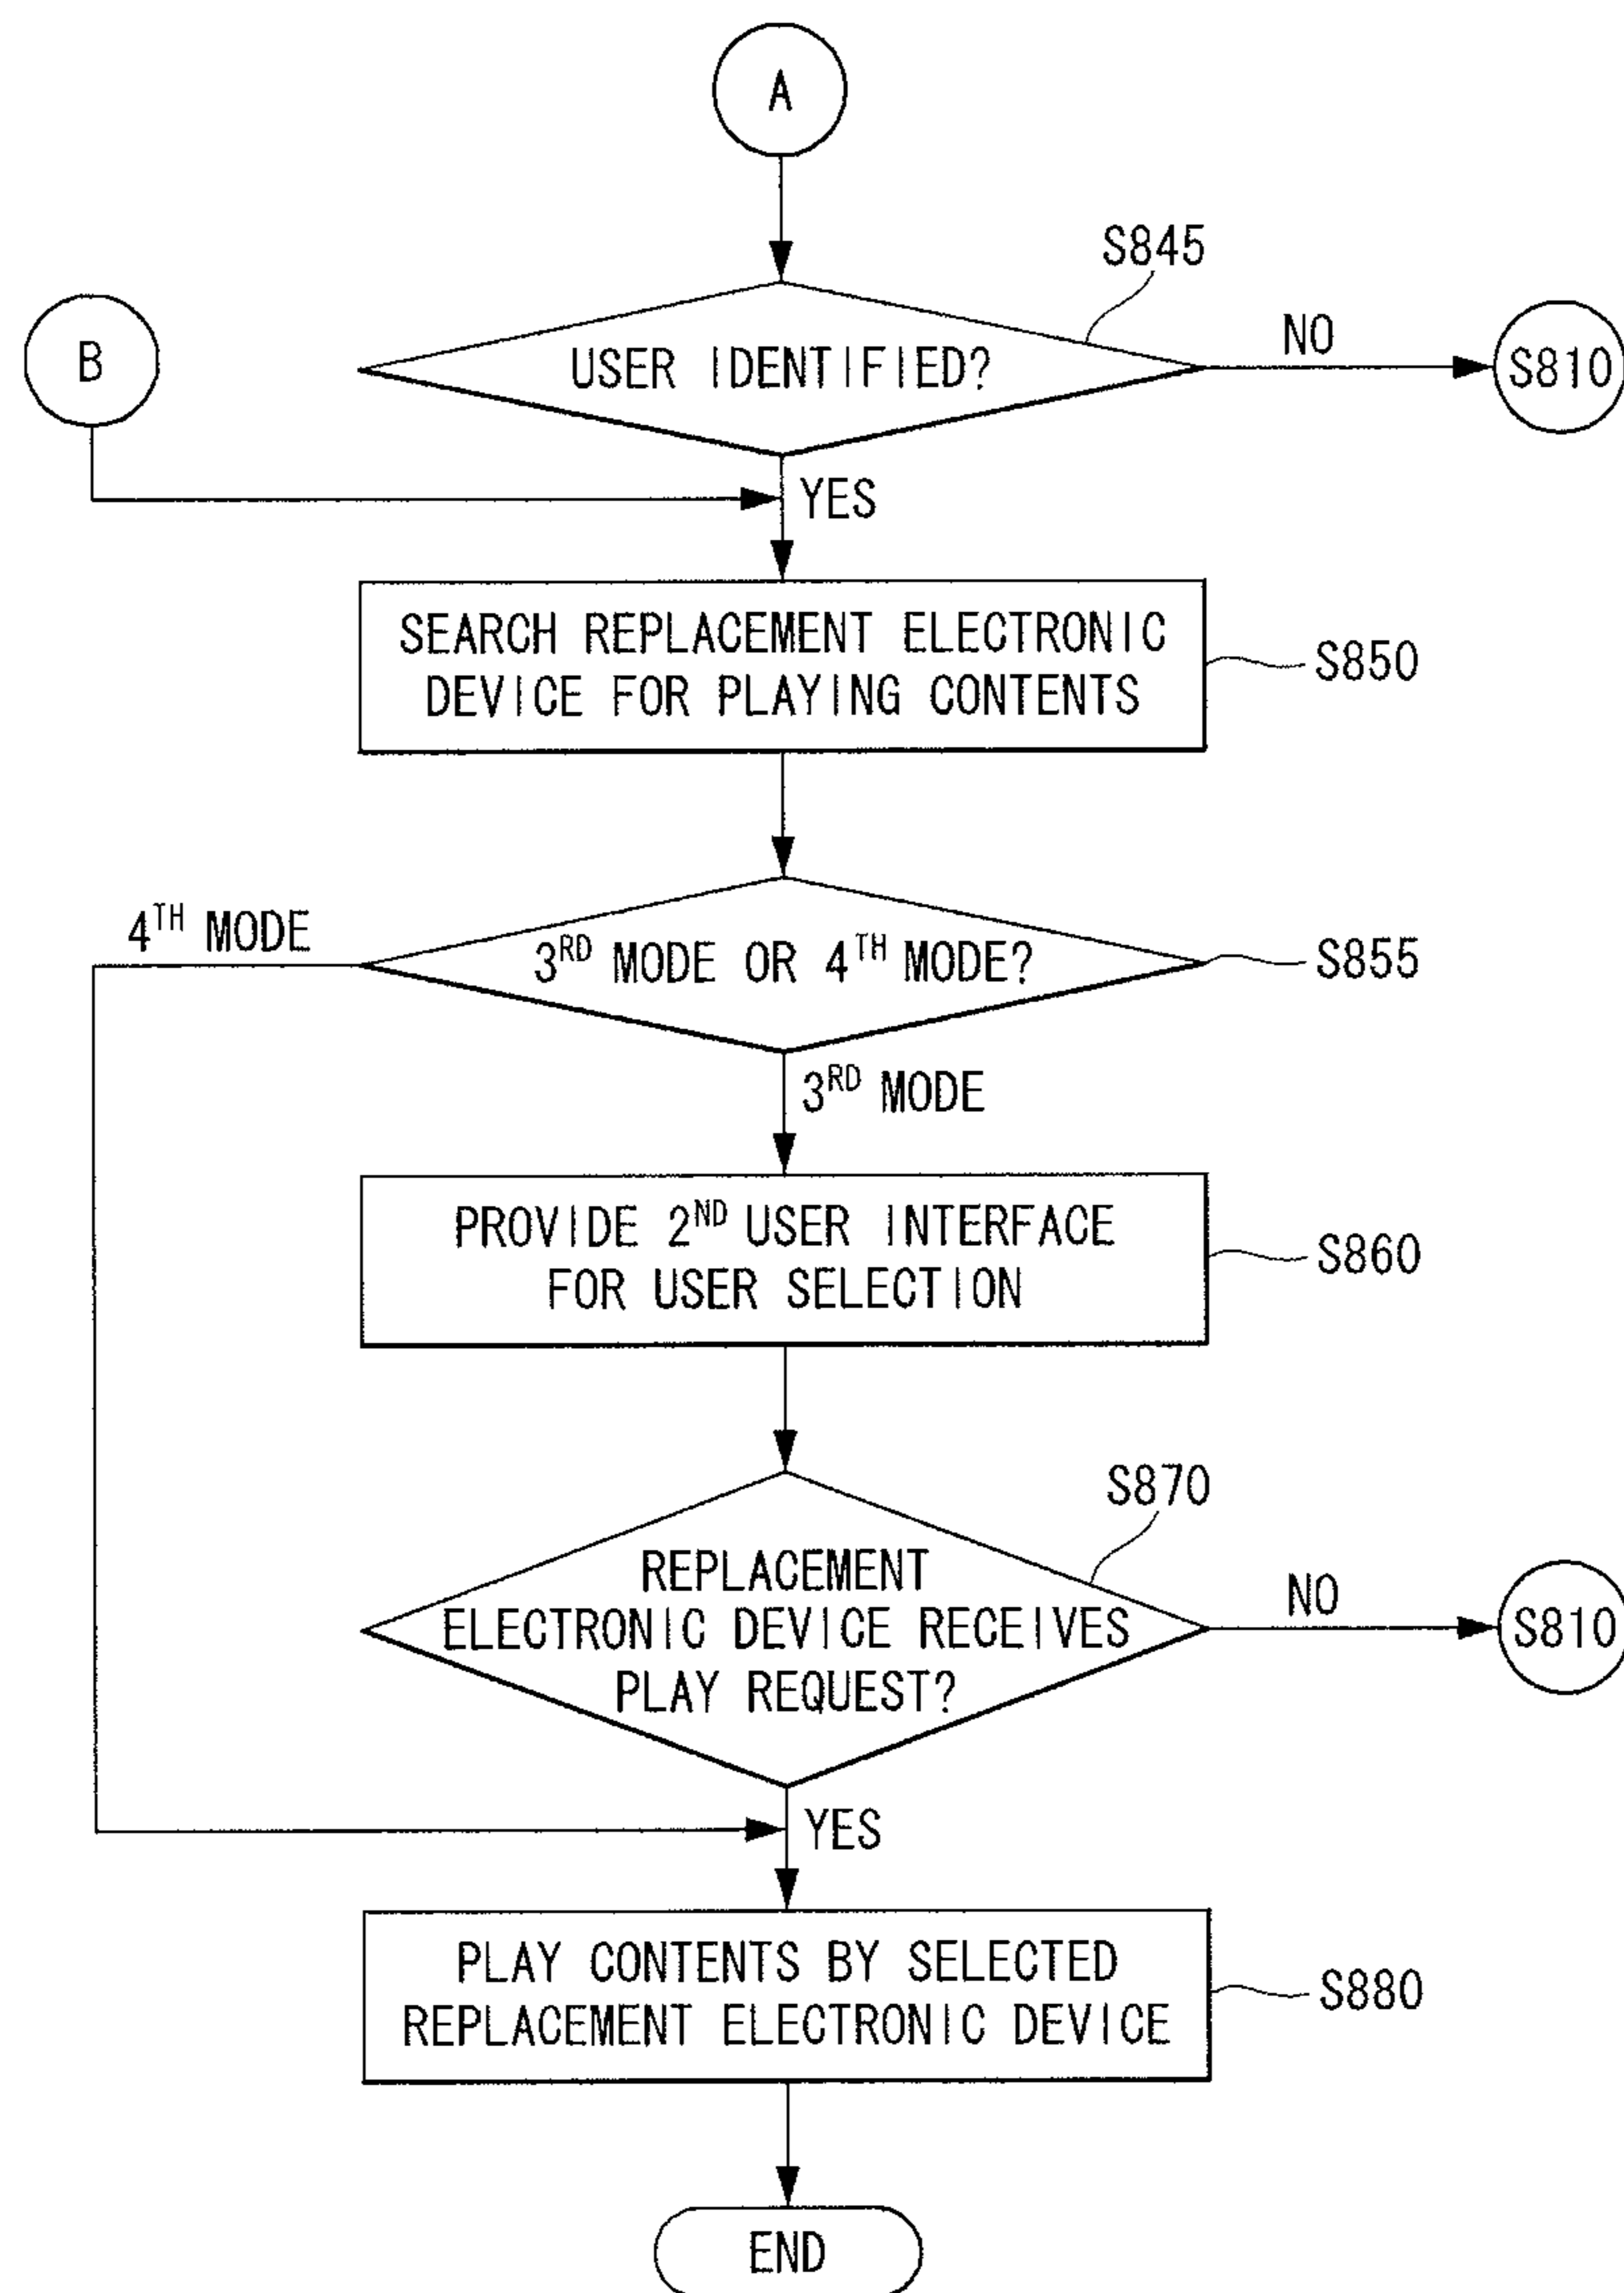 A
S845
B
USER IDENTIFIED?
NO
S810
YES
SEARCH REPLACEMENT ELECTRONIC
DEVICE FOR PLAYING CONTENTS
S850
4TH MODE
3RD MODE OR 4TH MODE?
S855
3RD MODE
PROVIDE 2ND USER INTERFACE
FOR USER SELECTION
S860
S870
REPLACEMENT
ELECTRONIC DEVICE RECEIVES
PLAY REQUEST?
NO
S810
YES
PLAY CONTENTS BY SELECTED
REPLACEMENT ELECTRONIC DEVICE
S880
END